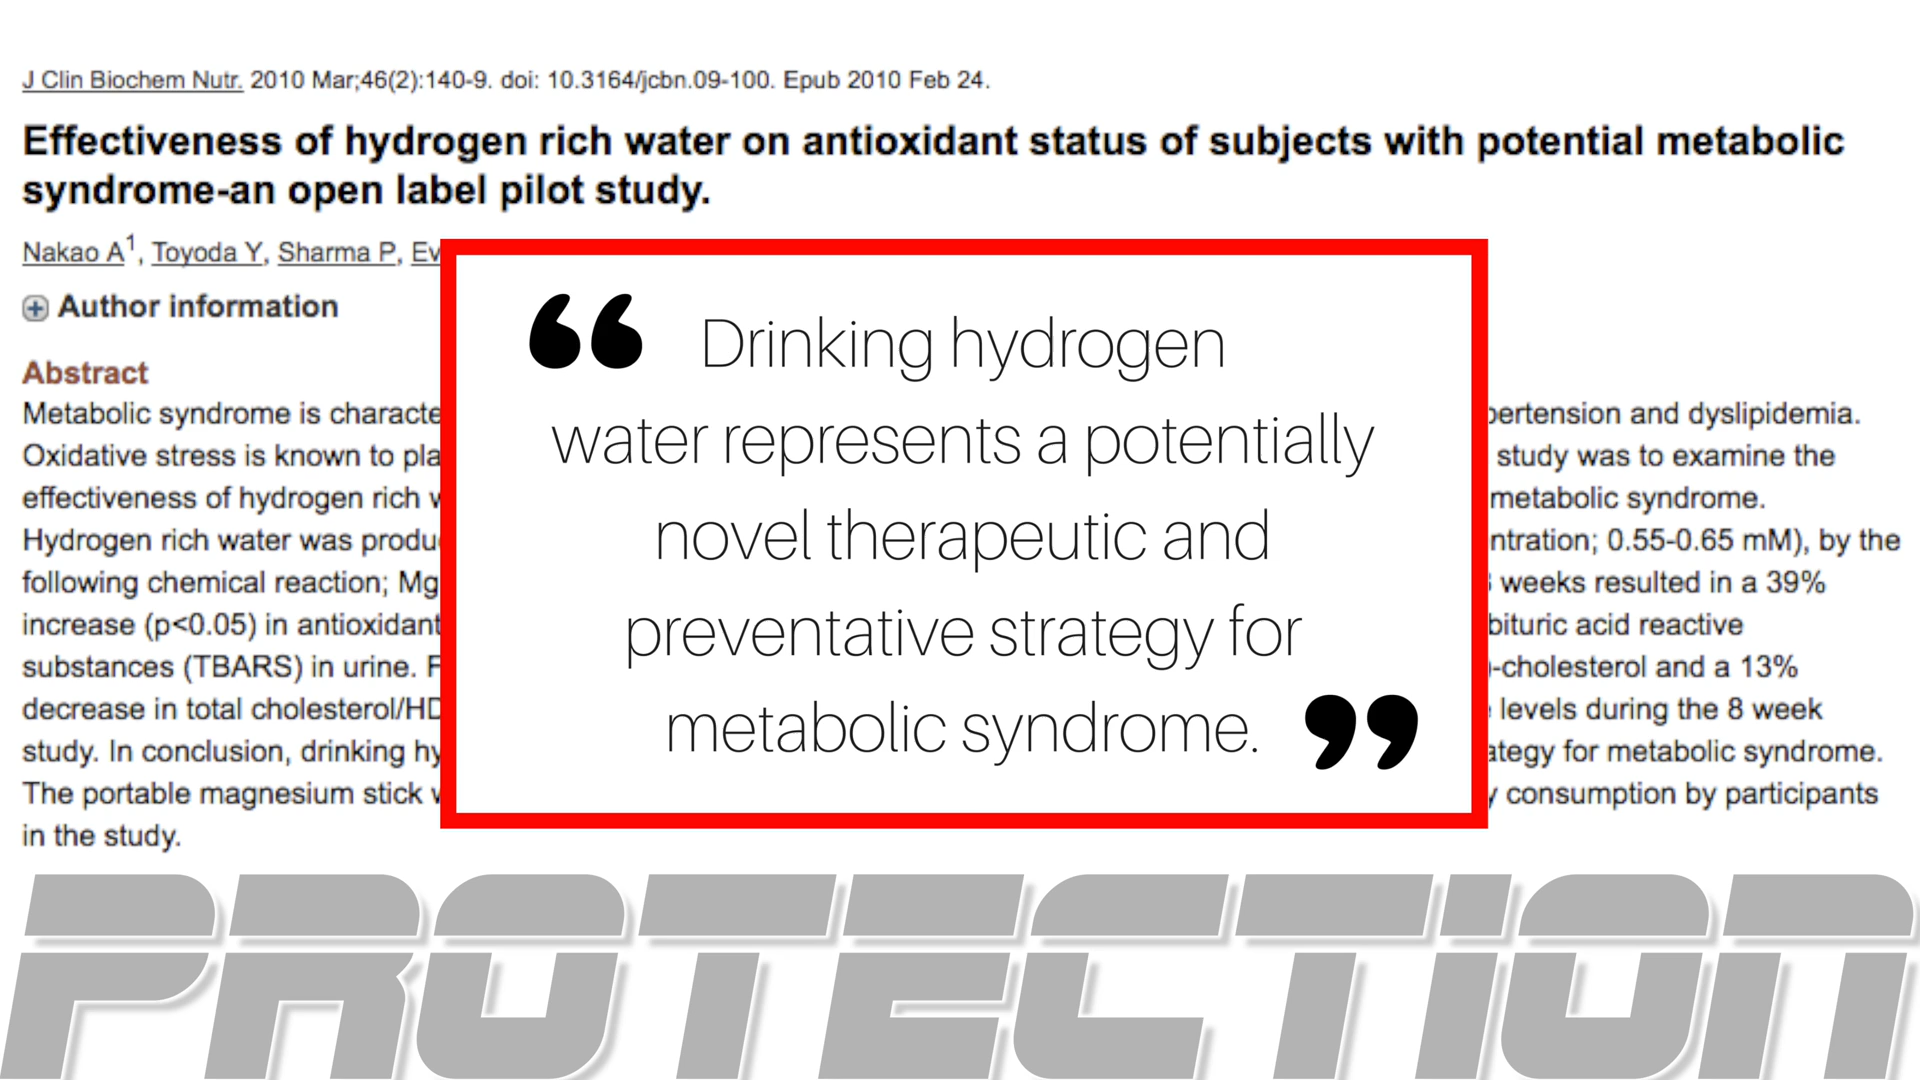 J Clin Biochem Nutr. 2010 Mar;46(2):140-9. doi: 10.3164/jcbn.09-100. Epub 2010 Feb 24.
Effectiveness of hydrogen rich water on antioxidant status of subjects with potential metabolic
syndrome-an open label pilot study.
Nakao A1, Toyoda Y, Sharma P, Ev
Author information
Abstract
Metabolic syndrome is characte pertension and dyslipidemia.
Oxidative stress is known to pla study was to examine the
effectiveness of hydrogen rich w metabolic syndrome.
Hydrogen rich water was produ ntration; 0.55-0.65 mM), by the
following chemical reaction; Mg weeks resulted in a 39%
increase (p<0.05) in antioxidant bituric acid reactive
substances (TBARS) in urine. F -cholesterol and a 13%
decrease in total cholesterol/HD levels during the 8 week
study. In conclusion, drinking hy ategy for metabolic syndrome.
The portable magnesium stick w y consumption by participants
in the study.
“ Drinking hydrogen
water represents a potentially
novel therapeutic and
preventative strategy for
metabolic syndrome. ”
PROTECTION